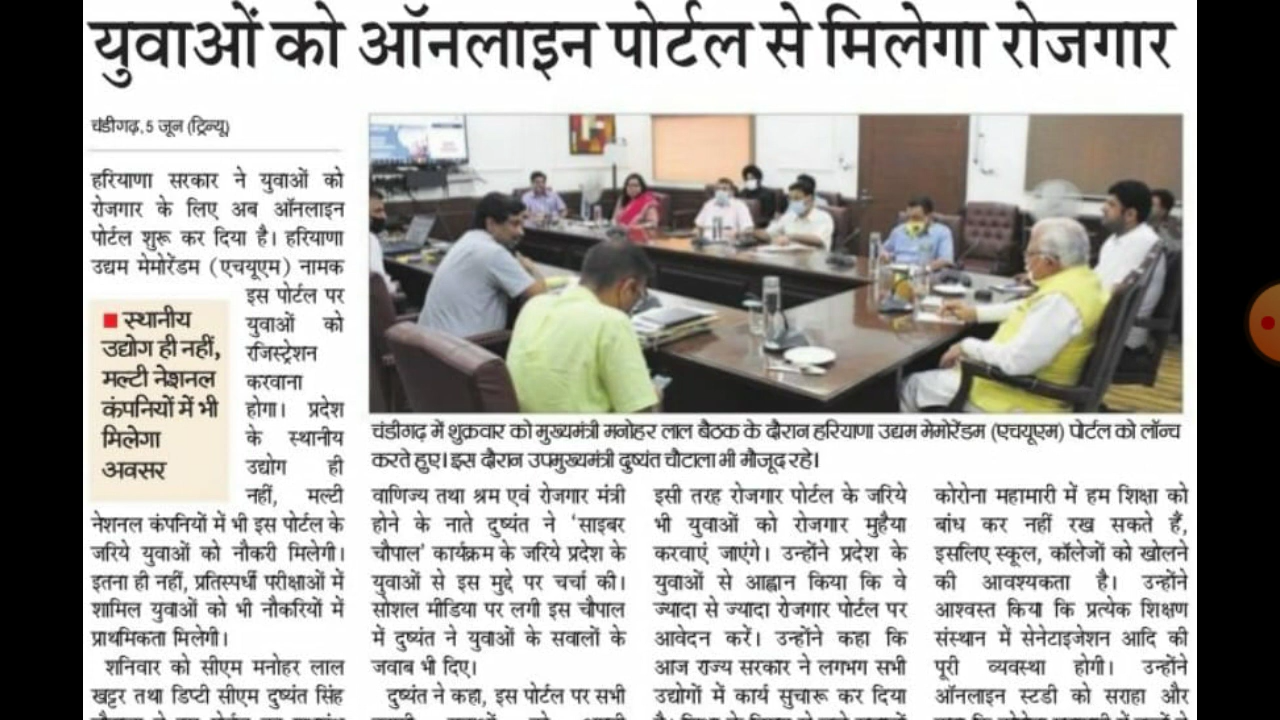 युवाओं को ऑनलाइन पोर्टल से मिलेगा रोजगार
चंडीगढ़, 5 जून (ट्रिन्यू)
हरियाणा सरकार ने युवाओं को
रोजगार के लिए अब ऑनलाइन
पोर्टल शुरू कर दिया है। हरियाणा
उद्यम मेमोरेंडम (एचयूएम) नामक
इस पोर्टल पर
युवाओं को
रजिस्ट्रेशन
करवाना
होगा। प्रदेश
के स्थानीय
उद्योग ही
नहीं, मल्टी
नेशनल कंपनियों में भी इस पोर्टल के
जरिये युवाओं को नौकरी मिलेगी।
इतना ही नहीं, प्रतिस्पर्धी परीक्षाओं में
शामिल युवाओं को भी नौकरियों में
प्राथमिकता मिलेगी।
शनिवार को सीएम मनोहर लाल
खट्टर तथा डिप्टी सीएम दुष्यंत सिंह
स्थानीय
उद्योग ही नहीं,
मल्टी नेशनल
कंपनियों में भी
मिलेगा
अवसर
चंडीगढ़ में शुक्रवार को मुख्यमंत्री मनोहर लाल बैठक के दौरान हरियाणा उद्यम मेमोरेंडम (एचयूएम) पोर्टल को लॉन्च
करते हुए। इस दौरान उपमुख्यमंत्री दुष्यंत चौटाला भी मौजूद रहे।
वाणिज्य तथा श्रम एवं रोजगार मंत्री
होने के नाते दुष्यंत ने ‘साइबर
चौपाल’ कार्यक्रम के जरिये प्रदेश के
युवाओं से इस मुद्दे पर चर्चा की।
सोशल मीडिया पर लगी इस चौपाल
में दुष्यंत ने युवाओं के सवालों के
जवाब भी दिए।
दुष्यंत ने कहा, इस पोर्टल पर सभी
इसी तरह रोजगार पोर्टल के जरिये
भी युवाओं को रोजगार मुहैया
करवाएं जाएंगे। उन्होंने प्रदेश के
युवाओं से आह्वान किया कि वे
ज्यादा से ज्यादा रोजगार पोर्टल पर
आवेदन करें। उन्होंने कहा कि
आज राज्य सरकार ने लगभग सभी
उद्योगों में कार्य सुचारू कर दिया
कोरोना महामारी में हम शिक्षा को
बांध कर नहीं रख सकते हैं,
इसलिए स्कूल, कॉलेजों को खोलने
की आवश्यकता है। उन्होंने
आश्वस्त किया कि प्रत्येक शिक्षण
संस्थान में सेनेटाइजेशन आदि की
पूरी व्यवस्था होगी। उन्होंने
ऑनलाइन स्टडी को सराहा और